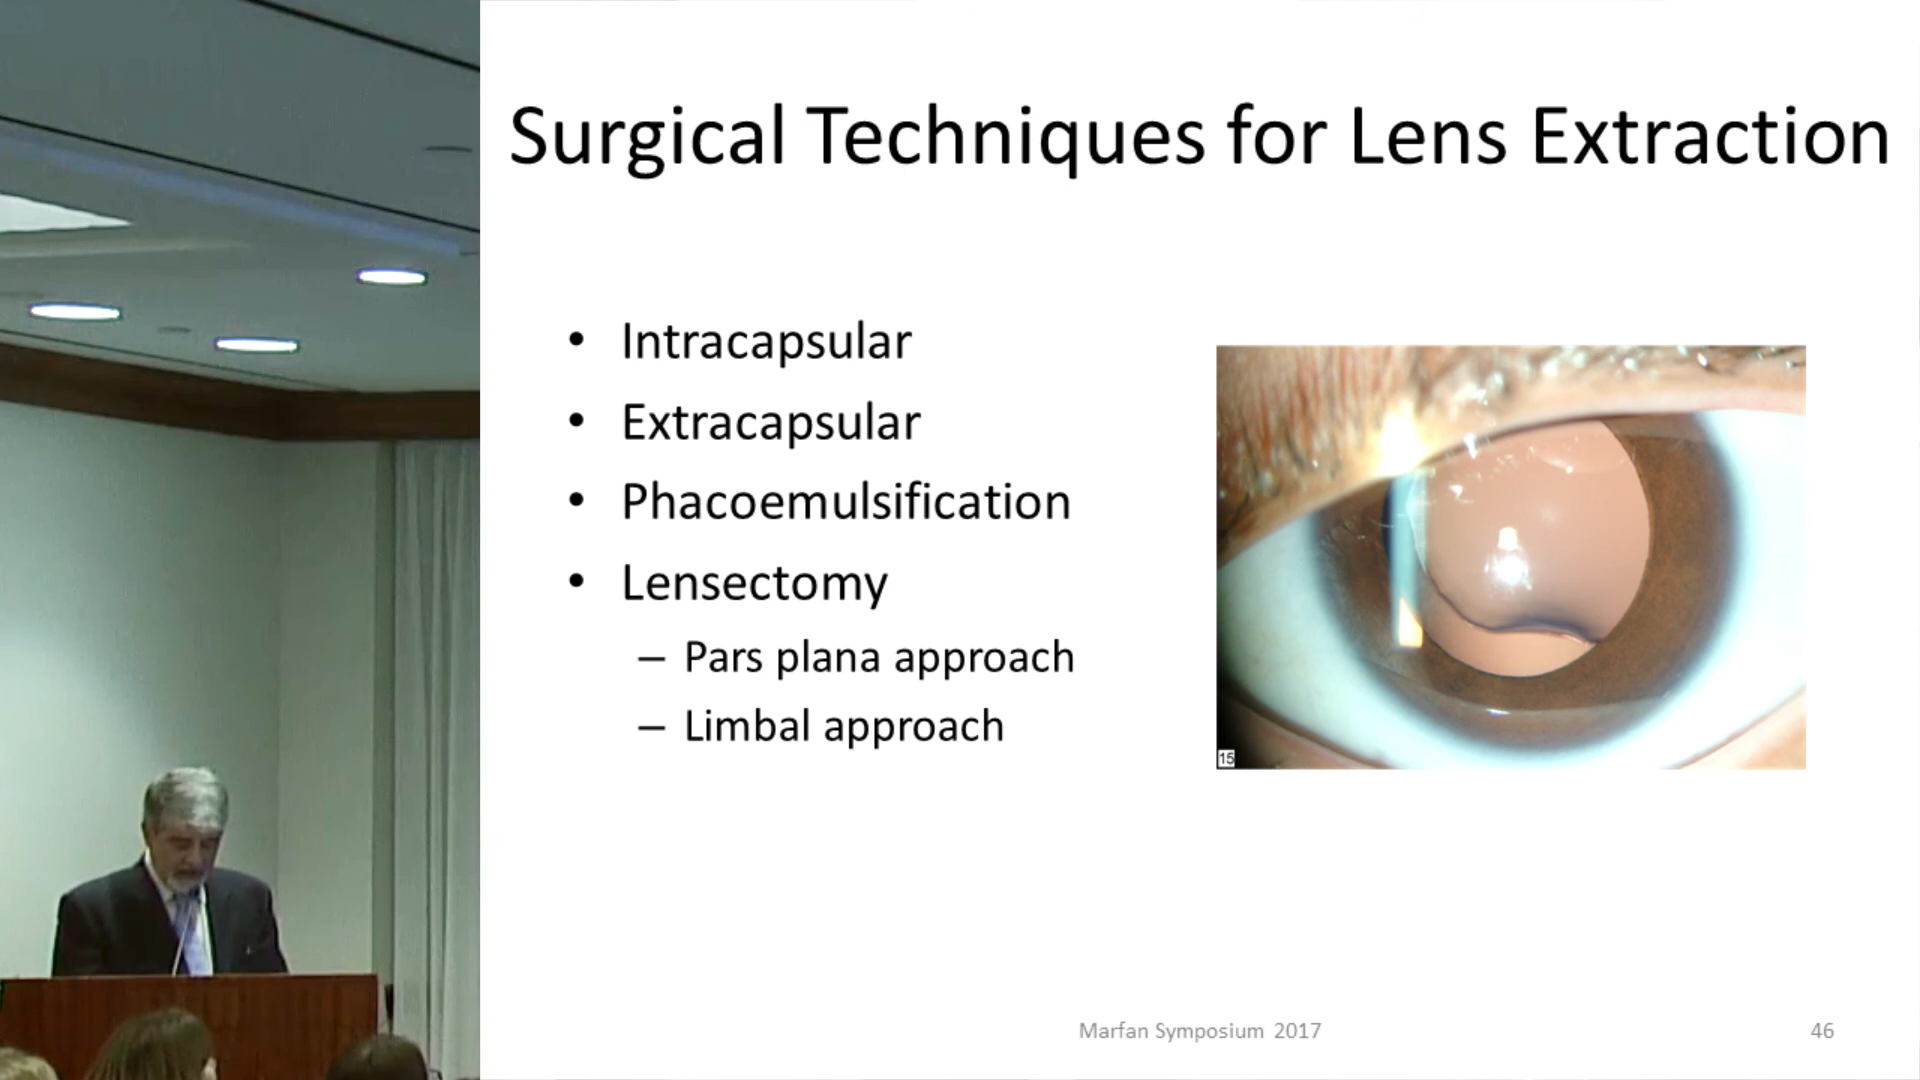 Surgical Techniques for Lens Extraction
• Intracapsular
• Extracapsular
• Phacoemulsification
• Lensectomy
– Pars plana approach
– Limbal approach
15
Marfan Symposium 2017
46